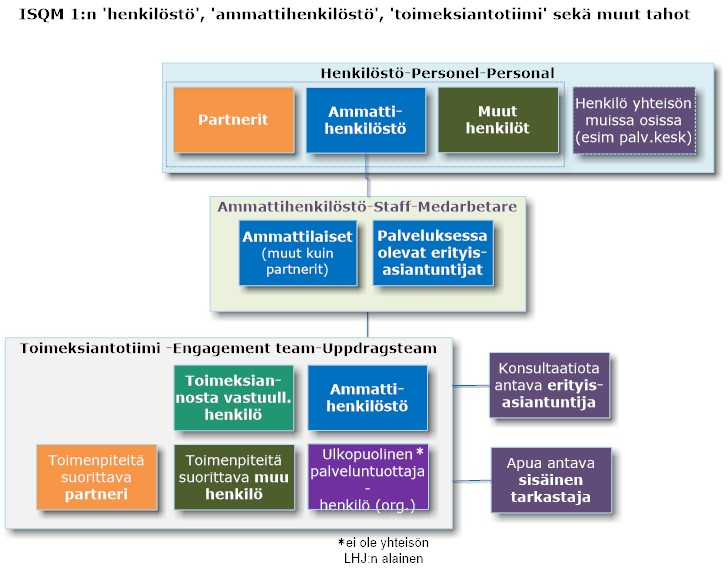 ISQM 1:n 'henkilöstö', 'ammattihenkilöstö', 'toimeksiantotiimi' sekä muut tahot
Henkilöstö-Personel-Personal
Partnerit
Ammatti-
henkilöstö
Muut
henkilöt
Henkilö yhteisön
muissa osissa
(esim palv.kesk)
Ammattihenkilöstö-Staff-Medarbetare
Ammattilaiset
(muut kuin
partnerit)
Palveluksessa
olevat erityis-
asiantuntijat
Toimeksiantotiimi -Engagement team-Uppdragsteam
Toimeksian-
nosta vastuull.
henkilö
Ammatti-
henkilöstö
Konsultaatiota
antava erityis-
asiantuntija
Toimenpiteitä
suorittava
partneri
Toimenpiteitä
suorittava muu
henkilö
Ulkopuolinen *
palveluntuottaja
-
henkilö (org.)
Apua antava
sisäinen
tarkastaja
*ei ole yhteisön
LHJ:n alainen